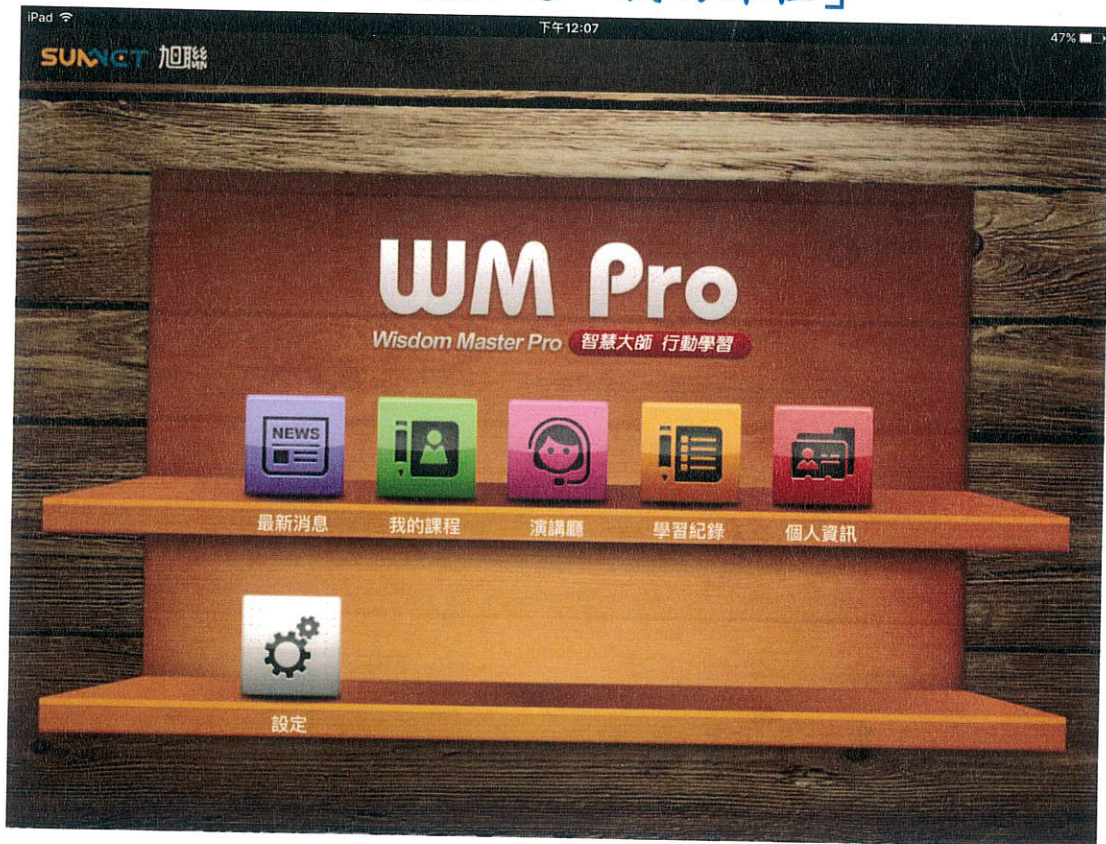 iPad 下午12:07 47%
SUNNET 旭聯
WM Pro
Wisdom Master Pro 智慧大師 行動學習
NEWS
最新消息 我的課程 演講廳 學習紀錄 個人資訊
設定